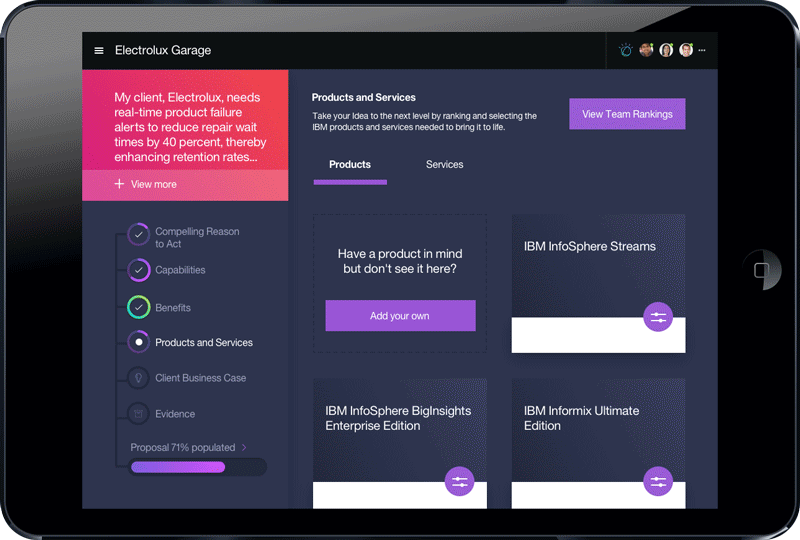 Electrolux Garage
My client, Electrolux, needs
real-time product failure
alerts to reduce repair wait
times by 40 percent, thereby
enhancing retention rates...
View more
Compelling Reason
to Act
Capabilities
Benefits
Products and Services
Client Business Case
Evidence
Proposal 71% populated
Products and Services
Take your Idea to the next level by ranking and selecting the
IBM products and services needed to bring it to life.
View Team Rankings
Products
Services
Have a product in mind
but don't see it here?
Add your own
IBM InfoSphere Streams
IBM InfoSphere BigInsights
Enterprise Edition
IBM Informix Ultimate
Edition